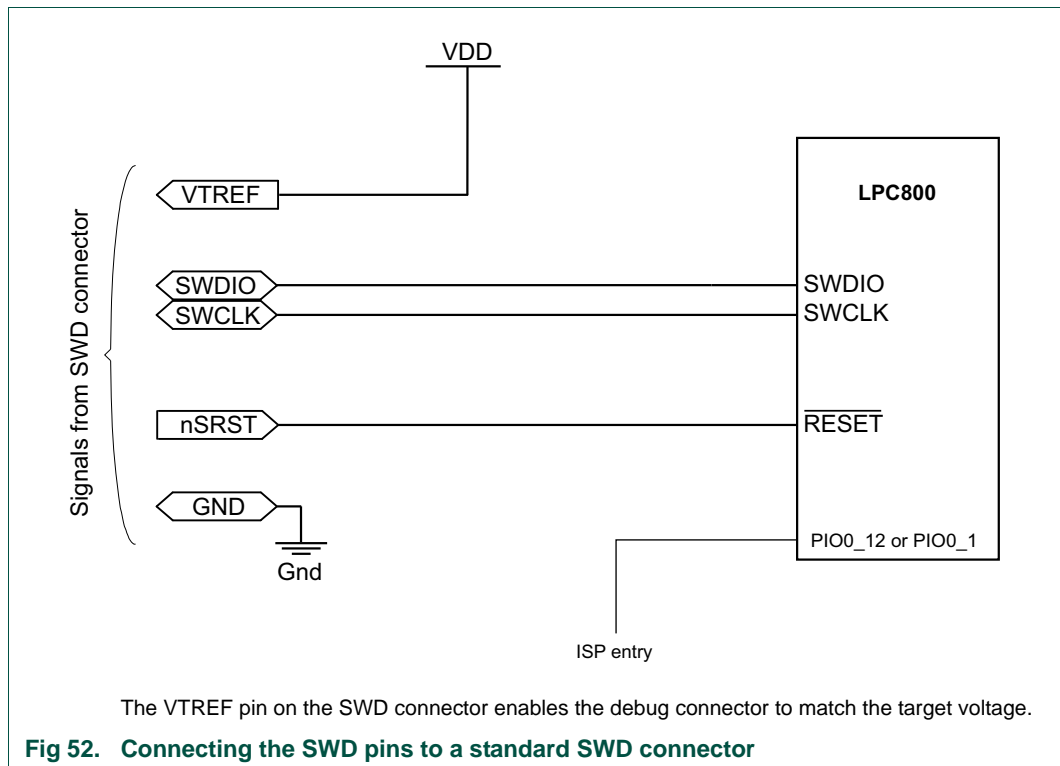 VDD
VTREF
LPC800
SWDIO
SWCLK
SWDIO
SWCLK
nSRST
RESET
GND
Gnd
PIO0_12 or PIO0_1
ISP entry
Signals from SWD connector
The VTREF pin on the SWD connector enables the debug connector to match the target voltage.
Fig 52. Connecting the SWD pins to a standard SWD connector